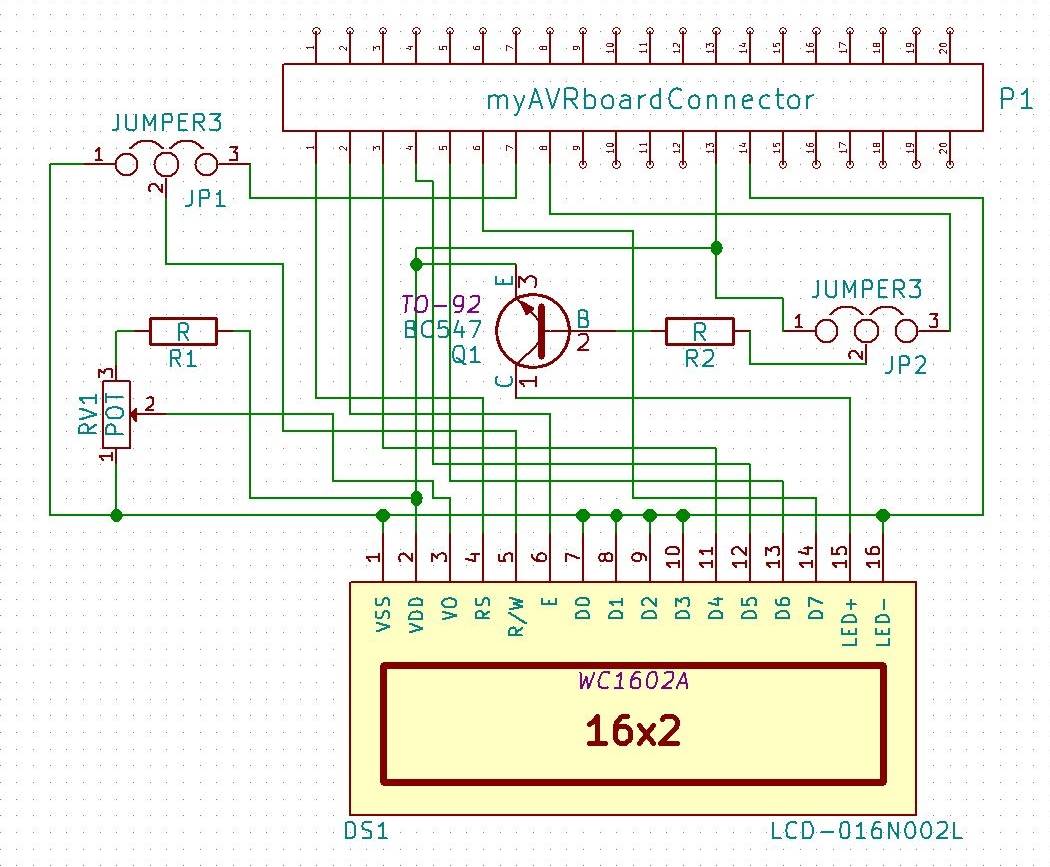 1 2 3 4 5 6 7 8 9 10 11 12 13 14 15 16 17 18 19 20
myAVRboardConnector P1
1 2 3 4 5 6 7 8 9 10 11 12 13 14 15 16 17 18 19 20
JUMPER3
1 3
2
JP1
E 3
TO-92
BC547
Q1
B
2
C 1
R
R1
R
R2
JUMPER3
1 3
2
JP2
3
RV1 POT 2
1
1 2 3 4 5 6 7 8 9 10 11 12 13 14 15 16
VSS VDD VO RS R/W E DD D1 D2 D3 D4 D5 D6 D7 LED+ LED-
WC1602A
16x2
DS1 LCD-016N002L